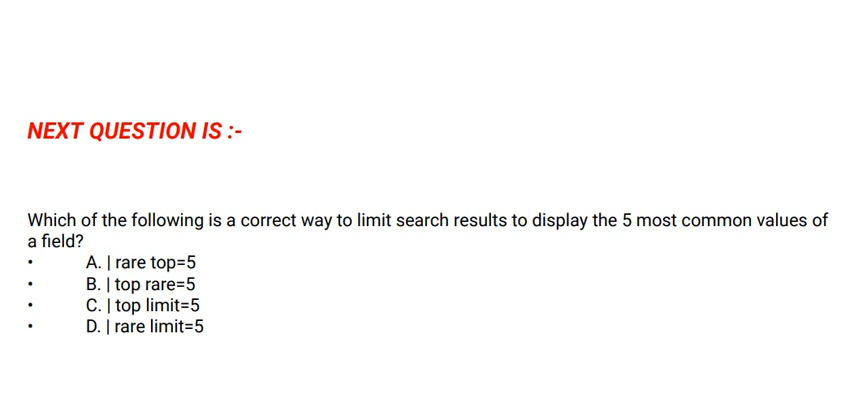 NEXT QUESTION IS :-
Which of the following is a correct way to limit search results to display the 5 most common values of
a field?
• A. | rare top=5
• B. | top rare=5
• C. | top limit=5
• D. | rare limit=5